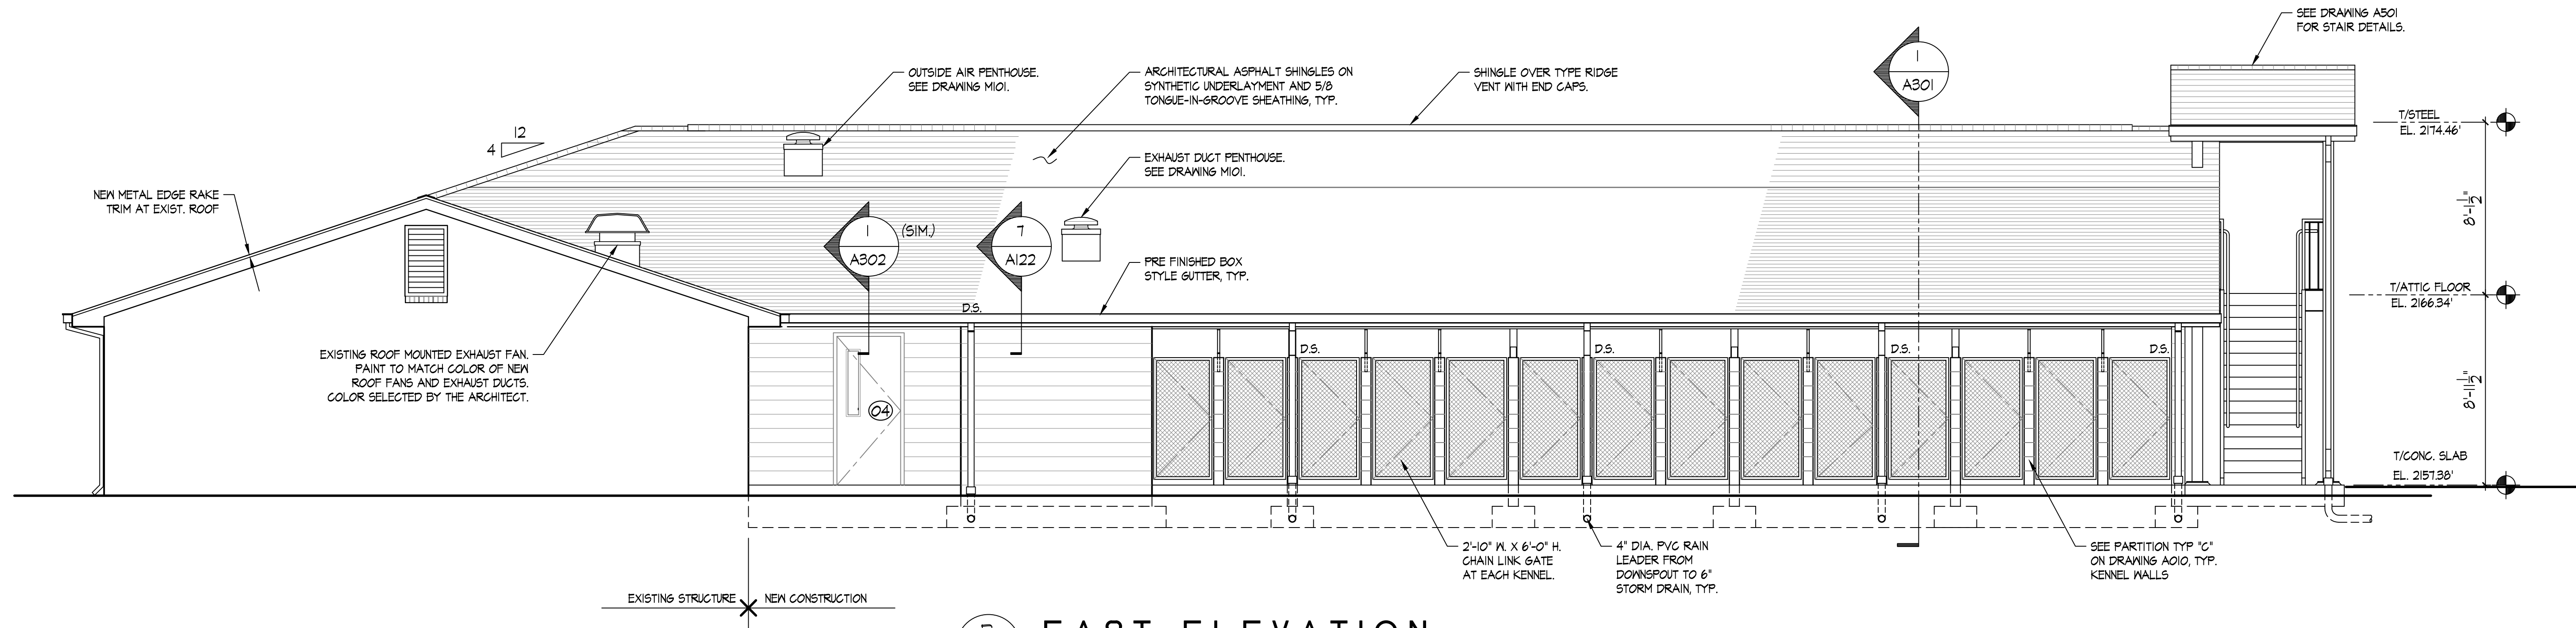 SEE DRAWING A501
FOR STAIR DETAILS.
OUTSIDE AIR PENTHOUSE.
SEE DRAWING M101.
ARCHITECTURAL ASPHALT SHINGLES ON
SYNTHETIC UNDERLAYMENT AND 5/8
TONGUE-IN-GROOVE SHEATHING, TYP.
SHINGLE OVER TYPE RIDGE
VENT WITH END CAPS.
1
A301
T/STEEL
EL. 2174.46'
12
4
EXHAUST DUCT PENTHOUSE.
SEE DRAWING M101.
NEW METAL EDGE RAKE
TRIM AT EXIST. ROOF
8'-1 1/2"
1
A302
(SIM.)
7
A122
PRE FINISHED BOX
STYLE GUTTER, TYP.
T/ATTIC FLOOR
EL. 2166.34'
D.S.
D.S.
D.S.
D.S.
D.S.
EXISTING ROOF MOUNTED EXHAUST FAN.
PAINT TO MATCH COLOR OF NEW
ROOF FANS AND EXHAUST DUCTS.
COLOR SELECTED BY THE ARCHITECT.
04
8'-11 1/2"
T/CONC. SLAB
EL. 2157.38'
2'-10" W. X 6'-0" H.
CHAIN LINK GATE
AT EACH KENNEL.
4" DIA. PVC RAIN
LEADER FROM
DOWNSPOUT TO 6"
STORM DRAIN, TYP.
SEE PARTITION TYP "C"
ON DRAWING A010, TYP.
KENNEL WALLS
EXISTING STRUCTURE
NEW CONSTRUCTION
EAST ELEVATION